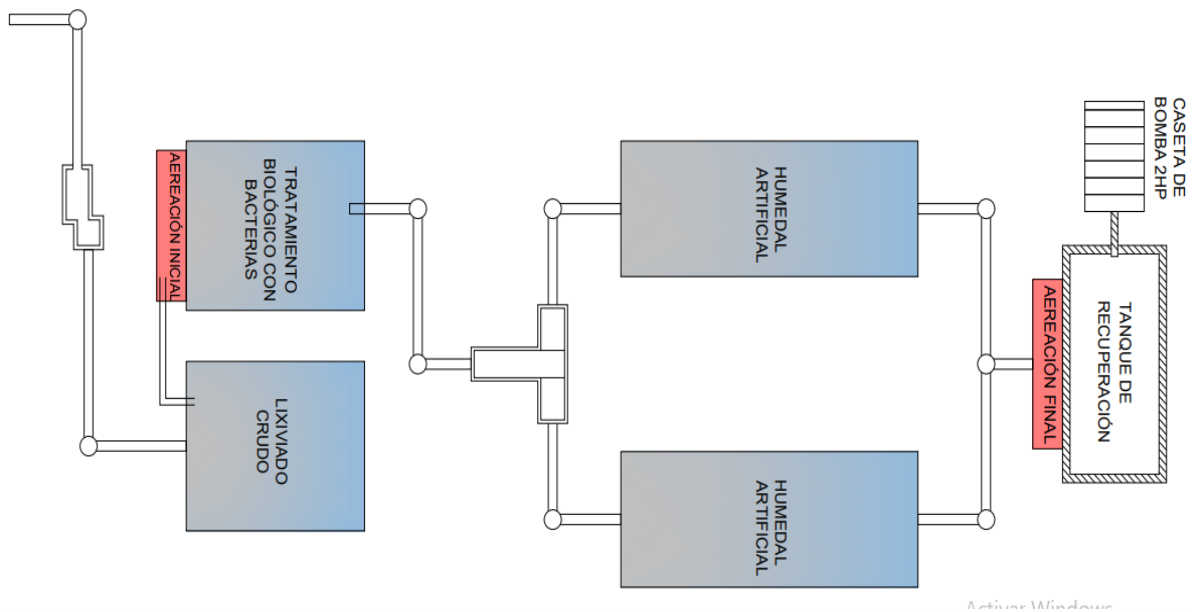 AEREACIÓN INICIAL
TRATAMIENTO
BIOLÓGICO CON
BACTERIAS
LIXIVIADO
CRUDO
HUMEDAL
ARTIFICIAL
HUMEDAL
ARTIFICIAL
AEREACIÓN FINAL
TANQUE DE
RECUPERACIÓN
CASETA DE
BOMBA 2HP
Activar Windows